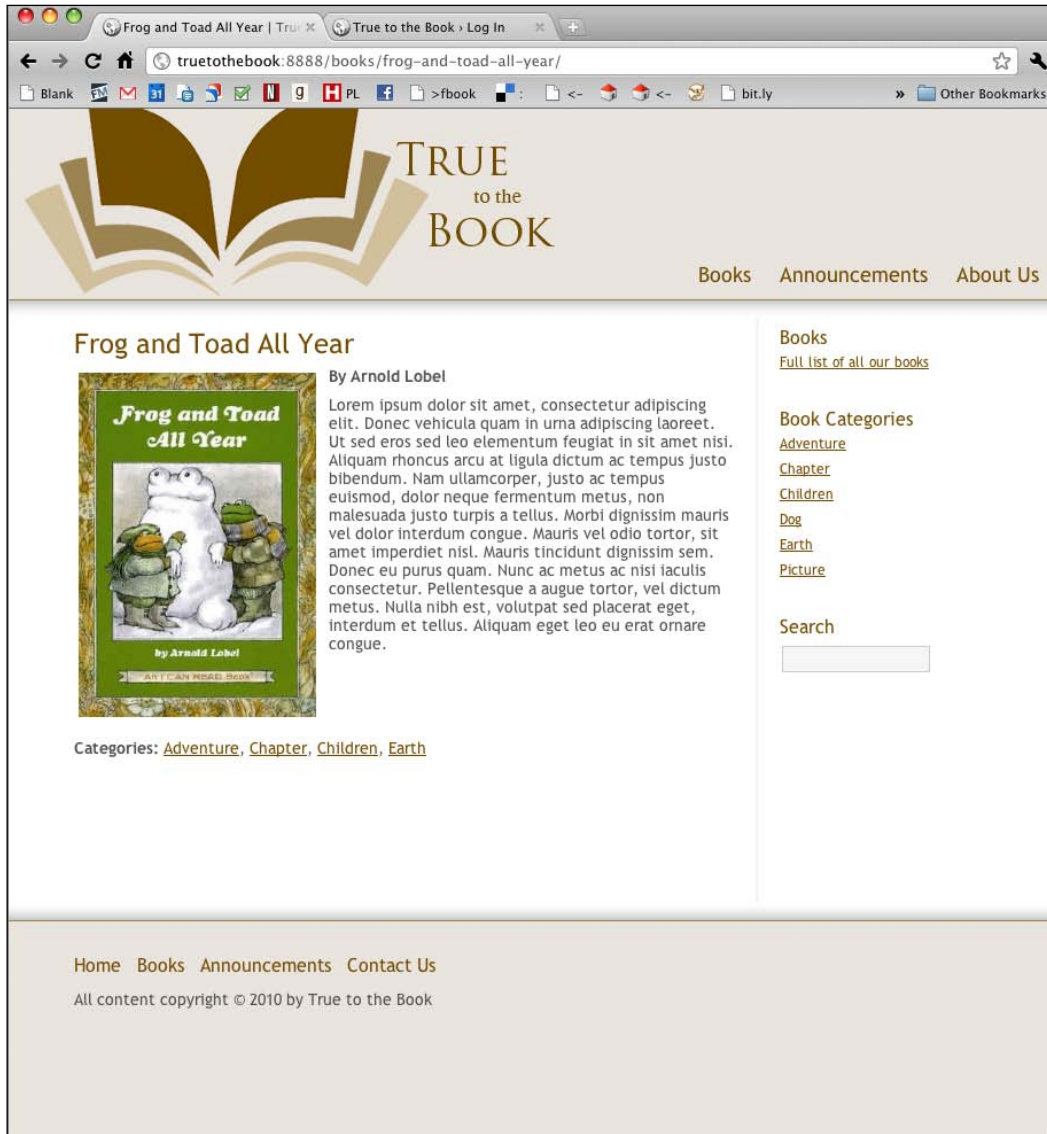 Frog and Toad All Year | Tru
True to the Book › Log In
truetothebook:8888/books/frog-and-toad-all-year/
Blank 31 g PL >fbook : <- <- bit.ly » Other Bookmarks
TRUE
to the
BOOK
Books Announcements About Us
Frog and Toad All Year
By Arnold Lobel
Frog and Toad
All Year
by Arnold Lobel
An I CAN READ Book
Lorem ipsum dolor sit amet, consectetur adipiscing
elit. Donec vehicula quam in urna adipiscing laoreet.
Ut sed eros sed leo elementum feugiat in sit amet nisi.
Aliquam rhoncus arcu at ligula dictum ac tempus justo
bibendum. Nam ullamcorper, justo ac tempus
euismod, dolor neque fermentum metus, non
malesuada justo turpis a tellus. Morbi dignissim mauris
vel dolor interdum congue. Mauris vel odio tortor, sit
amet imperdiet nisl. Mauris tincidunt dignissim sem.
Donec eu purus quam. Nunc ac metus ac nisi iaculis
consectetur. Pellentesque a augue tortor, vel dictum
metus. Nulla nibh est, volutpat sed placerat eget,
interdum et tellus. Aliquam eget leo eu erat ornare
congue.
Categories: Adventure, Chapter, Children, Earth
Books
Full list of all our books
Book Categories
Adventure
Chapter
Children
Dog
Earth
Picture
Search
Home Books Announcements Contact Us
All content copyright © 2010 by True to the Book